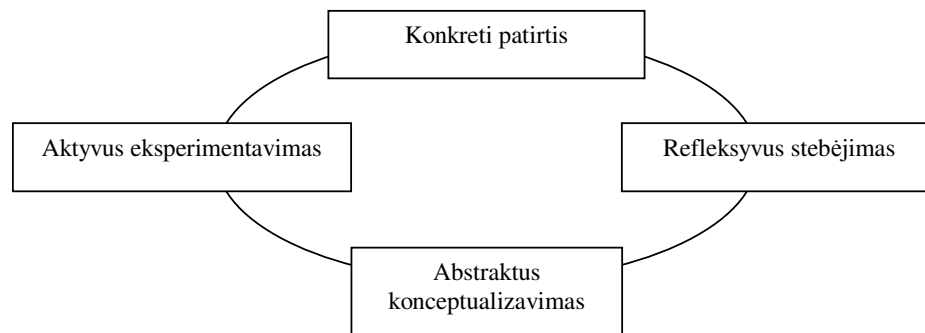 Konkreti patirtis
Aktyvus eksperimentavimas
Refleksyvus stebėjimas
Abstraktus
konceptualizavimas